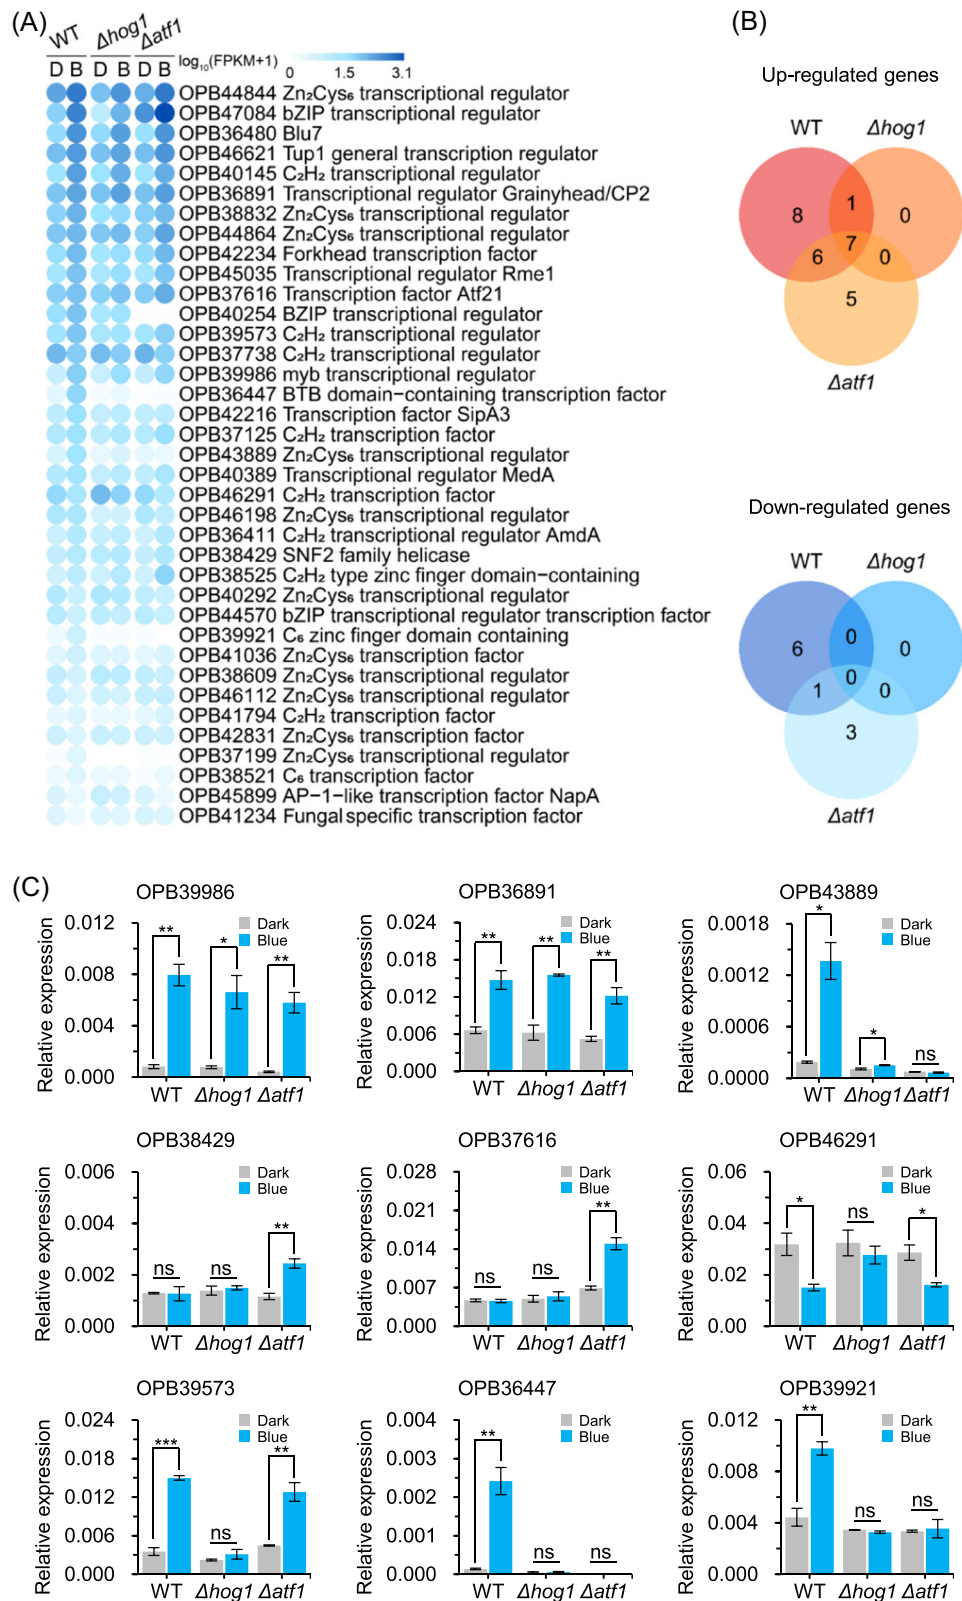 (A)
WT Δhog1 Δatf1
D B D B D B log₁₀(FPKM+1) 0 1.5 3.1
OPB44844 Zn₂Cys₆ transcriptional regulator
OPB47084 bZIP transcriptional regulator
OPB36480 Blu7
OPB46621 Tup1 general transcription regulator
OPB40145 C₂H₂ transcriptional regulator
OPB36891 Transcriptional regulator Grainyhead/CP2
OPB38832 Zn₂Cys₆ transcriptional regulator
OPB44864 Zn₂Cys₆ transcriptional regulator
OPB42234 Forkhead transcription factor
OPB45035 Transcriptional regulator Rme1
OPB37616 Transcription factor Atf21
OPB40254 BZIP transcriptional regulator
OPB39573 C₂H₂ transcriptional regulator
OPB37738 C₂H₂ transcriptional regulator
OPB39986 myb transcriptional regulator
OPB36447 BTB domain−containing transcription factor
OPB42216 Transcription factor SipA3
OPB37125 C₂H₂ transcription factor
OPB43889 Zn₂Cys₆ transcriptional regulator
OPB40389 Transcriptional regulator MedA
OPB46291 C₂H₂ transcription factor
OPB46198 Zn₂Cys₆ transcriptional regulator
OPB36411 C₂H₂ transcriptional regulator AmdA
OPB38429 SNF2 family helicase
OPB38525 C₂H₂ type zinc finger domain−containing
OPB40292 Zn₂Cys₆ transcriptional regulator
OPB44570 bZIP transcriptional regulator transcription factor
OPB39921 C₆ zinc finger domain containing
OPB41036 Zn₂Cys₆ transcription factor
OPB38609 Zn₂Cys₆ transcriptional regulator
OPB46112 Zn₂Cys₆ transcriptional regulator
OPB41794 C₂H₂ transcription factor
OPB42831 Zn₂Cys₆ transcription factor
OPB37199 Zn₂Cys₆ transcriptional regulator
OPB38521 C₆ transcription factor
OPB45899 AP−1−like transcription factor NapA
OPB41234 Fungal specific transcription factor
(B)
Up-regulated genes
WT Δhog1
8 1 0
7
6 0
5
Δatf1
Down-regulated genes
WT Δhog1
6 0 0
0
1 0
3
Δatf1
(C)
OPB39986
Relative expression
0.012
0.008
0.004
0.000
Dark
Blue
** * **
WT Δhog1 Δatf1
OPB36891
Relative expression
0.024
0.018
0.012
0.006
0.000
Dark
Blue
** ** **
WT Δhog1 Δatf1
OPB43889
Relative expression
0.0018
0.0012
0.0006
0.0000
Dark
Blue
* * ns
WT Δhog1 Δatf1
OPB38429
Relative expression
0.006
0.004
0.002
0.000
Dark
Blue
ns ns **
WT Δhog1 Δatf1
OPB37616
Relative expression
0.028
0.021
0.014
0.007
0.000
Dark
Blue
ns ns **
WT Δhog1 Δatf1
OPB46291
Relative expression
0.06
0.04
0.02
0.00
Dark
Blue
* ns *
WT Δhog1 Δatf1
OPB39573
Relative expression
0.024
0.018
0.012
0.006
0.000
Dark
Blue
*** ns **
WT Δhog1 Δatf1
OPB36447
Relative expression
0.004
0.003
0.002
0.001
0.000
Dark
Blue
** ns ns
WT Δhog1 Δatf1
OPB39921
Relative expression
0.012
0.008
0.004
0.000
Dark
Blue
** ns ns
WT Δhog1 Δatf1